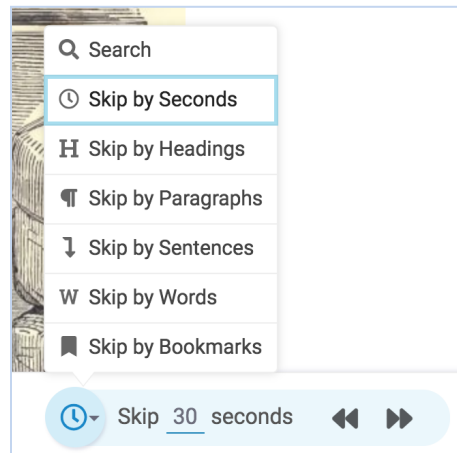 Search
Skip by Seconds
Skip by Headings
Skip by Paragraphs
Skip by Sentences
Skip by Words
Skip by Bookmarks
Skip 30 seconds